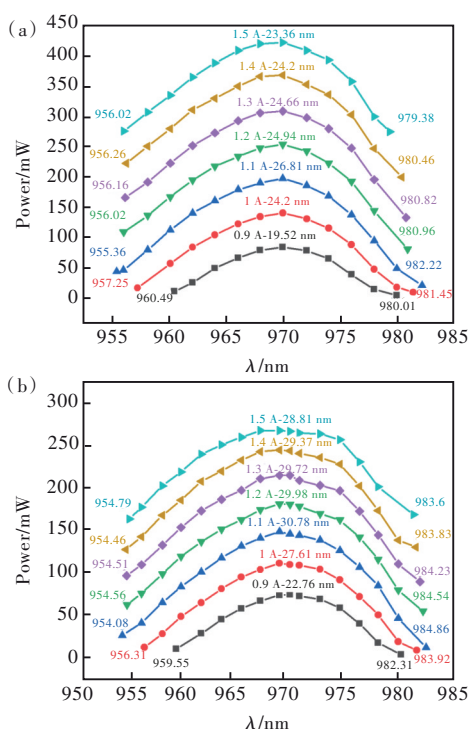 (a)
450
400
350
300
250
200
150
100
50
0
Power/mW
1.5 A-23.36 nm
956.02
979.38
1.4 A-24.2 nm
956.26
980.46
1.3 A-24.66 nm
956.16
980.82
1.2 A-24.94 nm
956.02
980.96
1.1 A-26.81 nm
955.36
982.22
1 A-24.2 nm
957.25
981.45
0.9 A-19.52 nm
960.49
980.01
955 960 965 970 975 980 985
λ/nm
(b)
300
250
200
150
100
50
0
Power/mW
1.5 A-28.81 nm
954.79
983.6
1.4 A-29.37 nm
954.46
983.83
1.3 A-29.72 nm
954.51
984.23
1.2 A-29.98 nm
954.56
984.54
1.1 A-30.78 nm
954.08
984.86
1 A-27.61 nm
956.31
983.92
0.9 A-22.76 nm
959.55
982.31
950 955 960 965 970 975 980 985
λ/nm